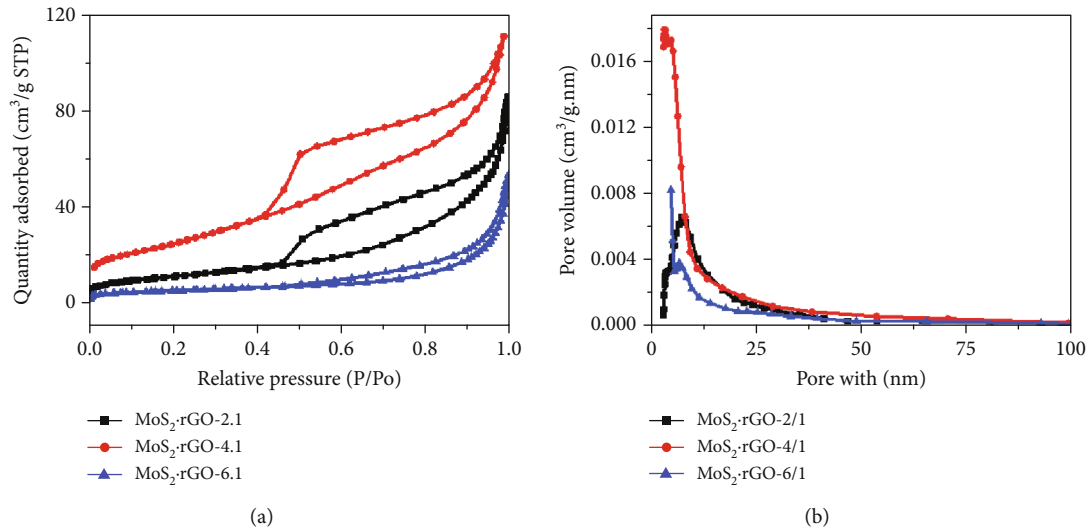 120
80
40
0
Quantity adsorbed (cm³/g STP)
0.0 0.2 0.4 0.6 0.8 1.0
Relative pressure (P/Po)
MoS₂·rGO-2.1
MoS₂·rGO-4.1
MoS₂·rGO-6.1
(a)
0.016
0.012
0.008
0.004
0.000
Pore volume (cm³/g.nm)
0 25 50 75 100
Pore with (nm)
MoS₂·rGO-2/1
MoS₂·rGO-4/1
MoS₂·rGO-6/1
(b)